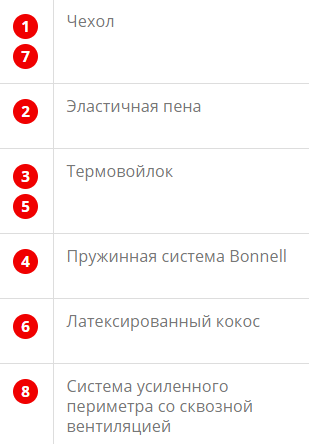 1 Чехол
7
2 Эластичная пена
3 Термовойлок
5
4 Пружинная система Bonnell
6 Латексированный кокос
8 Система усиленного
периметра со сквозной
вентиляцией